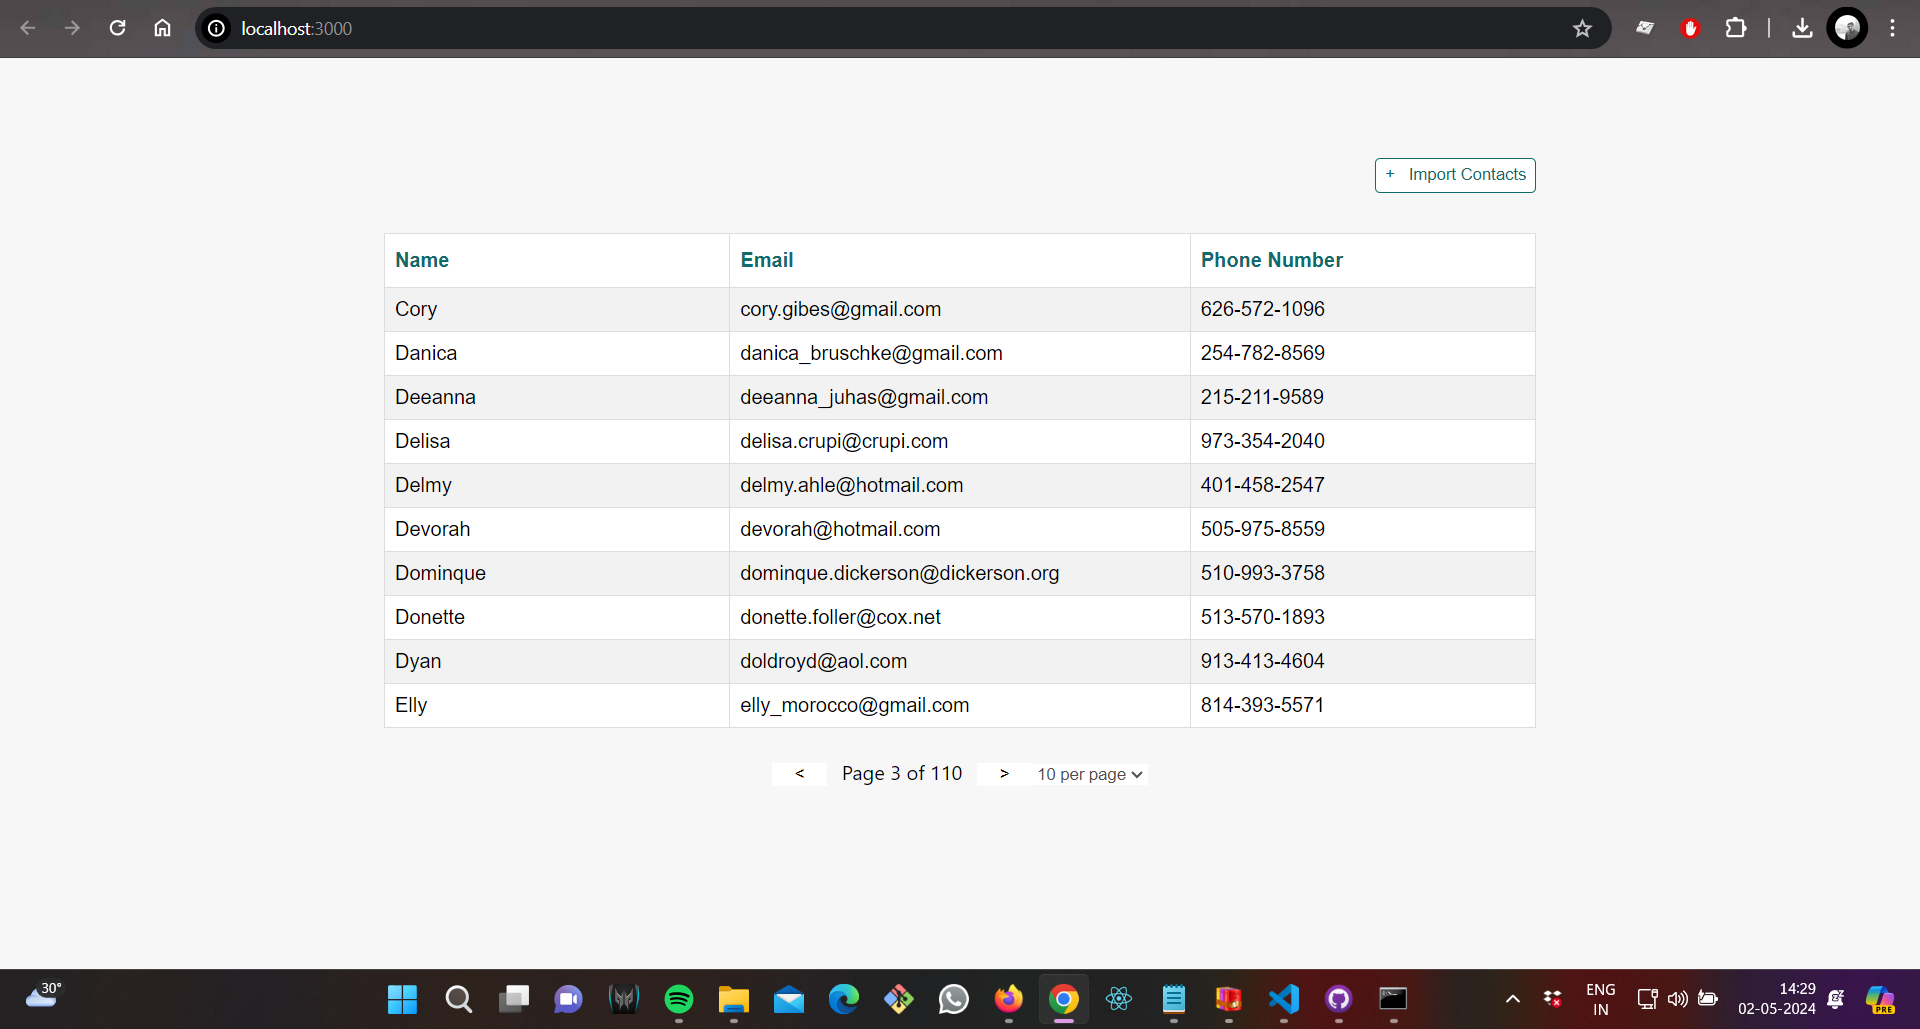 localhost:3000
+ Import Contacts
Name Email Phone Number
Cory cory.gibes@gmail.com 626-572-1096
Danica danica_bruschke@gmail.com 254-782-8569
Deeanna deeanna_juhas@gmail.com 215-211-9589
Delisa delisa.crupi@crupi.com 973-354-2040
Delmy delmy.ahle@hotmail.com 401-458-2547
Devorah devorah@hotmail.com 505-975-8559
Dominque dominque.dickerson@dickerson.org 510-993-3758
Donette donette.foller@cox.net 513-570-1893
Dyan doldroyd@aol.com 913-413-4604
Elly elly_morocco@gmail.com 814-393-5571
< Page 3 of 110 > 10 per page
30°
ENG
IN
14:29
02-05-2024
PRE